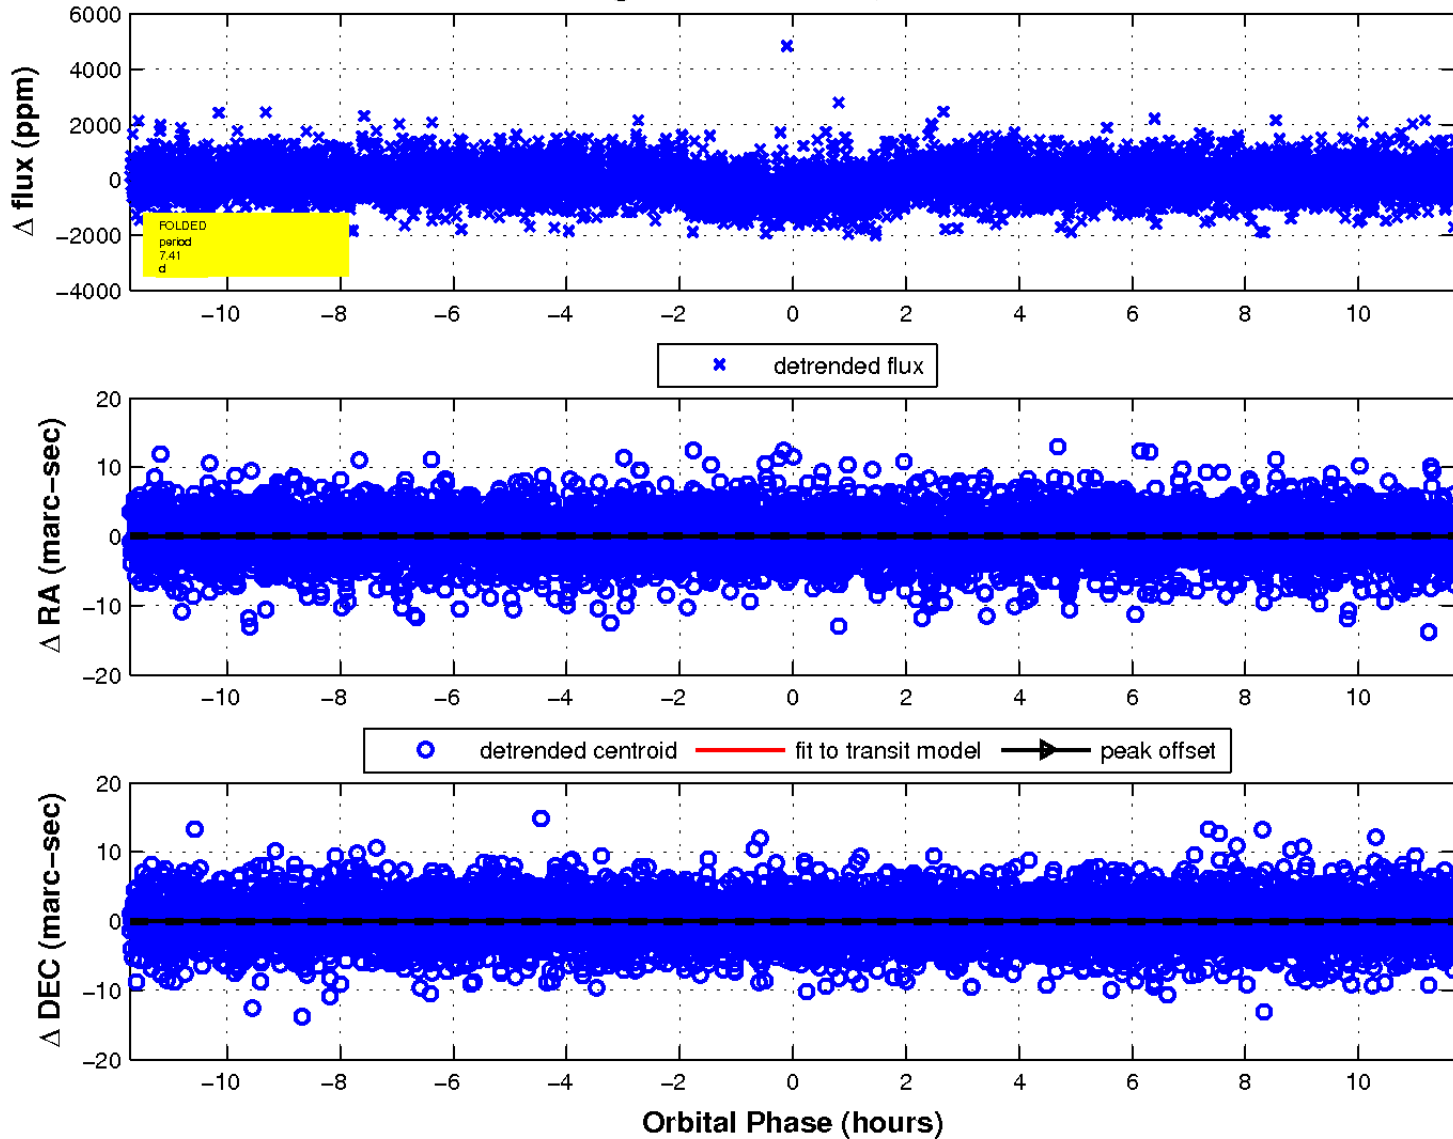 6000
4000
2000
0
−2000
−4000
Δ flux (ppm)
FOLDED
period
7.41
d
−10 −8 −6 −4 −2 0 2 4 6 8 10
detrended flux
20
10
0
−10
−20
Δ RA (marc−sec)
−10 −8 −6 −4 −2 0 2 4 6 8 10
detrended centroid fit to transit model peak offset
20
10
0
−10
−20
Δ DEC (marc−sec)
−10 −8 −6 −4 −2 0 2 4 6 8 10
Orbital Phase (hours)